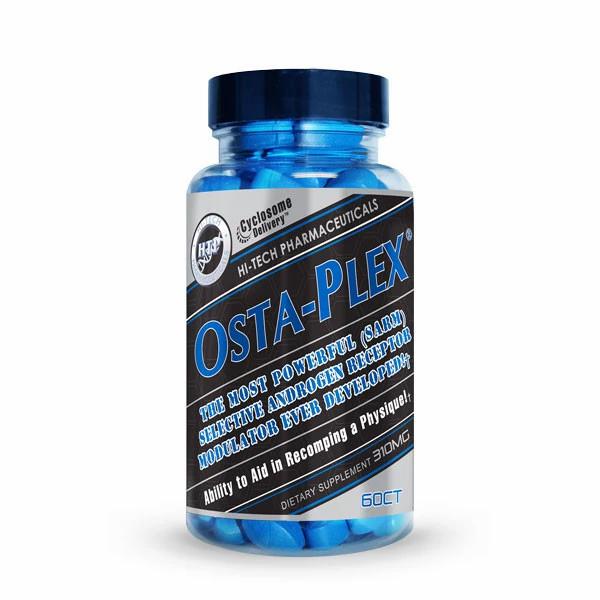 Cyclosome
Delivery™
HI-TECH PHARMACEUTICALS
OSTA-PLEX®
THE MOST POWERFUL (SARM)
SELECTIVE ANDROGEN RECEPTOR
MODULATOR EVER DEVELOPED!†
Ability to Aid in Recomping a Physique!†
DIETARY SUPPLEMENT 310MG
60CT